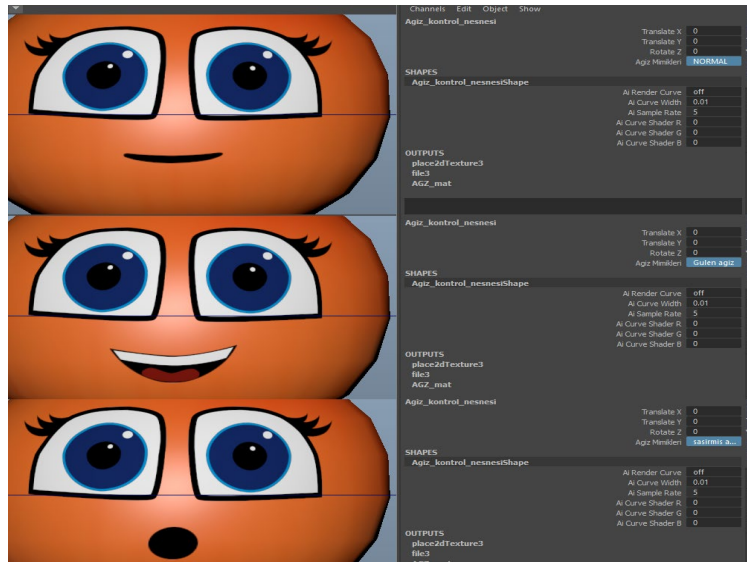 Channels Edit Object Show
Agiz_kontrol_nesnesi
Translate X 0
Translate Y 0
Rotate Z 0
Agiz Mimikleri NORMAL
SHAPES
Agiz_kontrol_nesnesiShape
Ai Render Curve off
Ai Curve Width 0.01
Ai Sample Rate 5
Ai Curve Shader R 0
Ai Curve Shader G 0
Ai Curve Shader B 0
OUTPUTS
place2dTexture3
file3
AGZ_mat
Agiz_kontrol_nesnesi
Translate X 0
Translate Y 0
Rotate Z 0
Agiz Mimikleri Gulen agiz
SHAPES
Agiz_kontrol_nesnesiShape
Ai Render Curve off
Ai Curve Width 0.01
Ai Sample Rate 5
Ai Curve Shader R 0
Ai Curve Shader G 0
Ai Curve Shader B 0
OUTPUTS
place2dTexture3
file3
AGZ_mat
Agiz_kontrol_nesnesi
Translate X 0
Translate Y 0
Rotate Z 0
Agiz Mimikleri sasirmis a...
SHAPES
Agiz_kontrol_nesnesiShape
Ai Render Curve off
Ai Curve Width 0.01
Ai Sample Rate 5
Ai Curve Shader R 0
Ai Curve Shader G 0
Ai Curve Shader B 0
OUTPUTS
place2dTexture3
file3